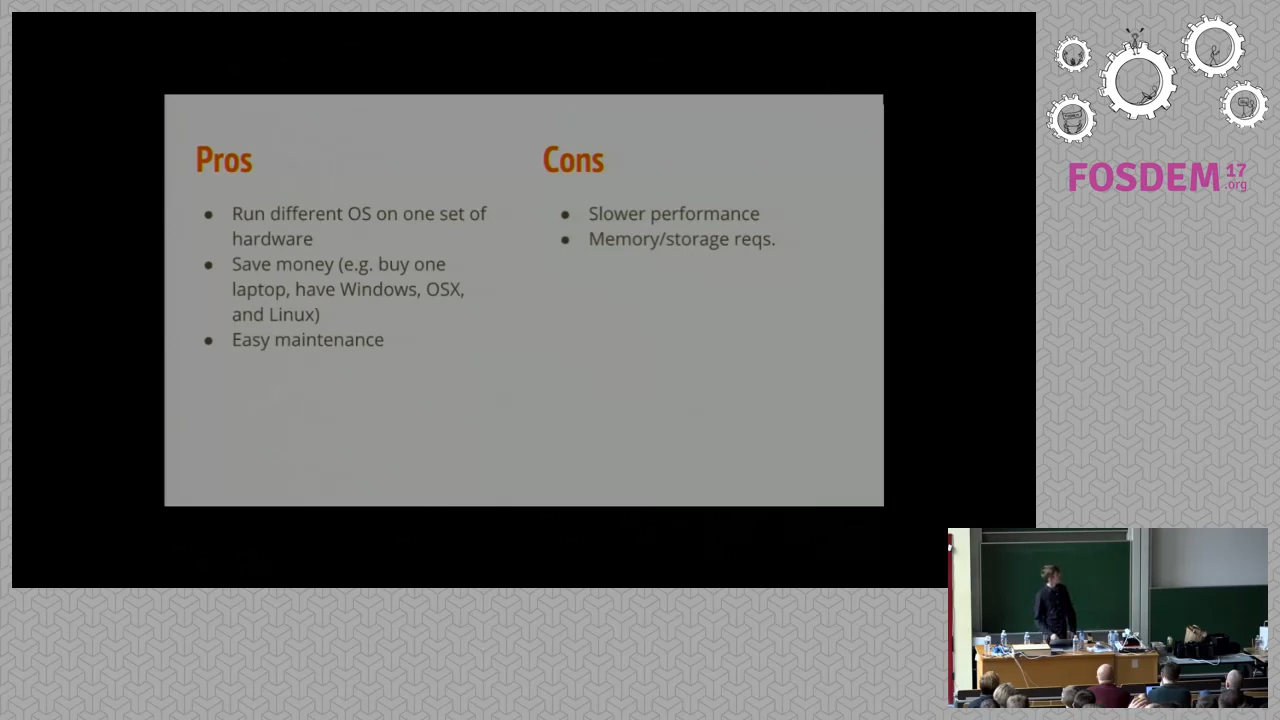 Pros
Run different OS on one set of
hardware
Save money (e.g. buy one
laptop, have Windows, OSX,
and Linux)
Easy maintenance
Cons
Slower performance
Memory/storage reqs.
FOSDEM 17
.org